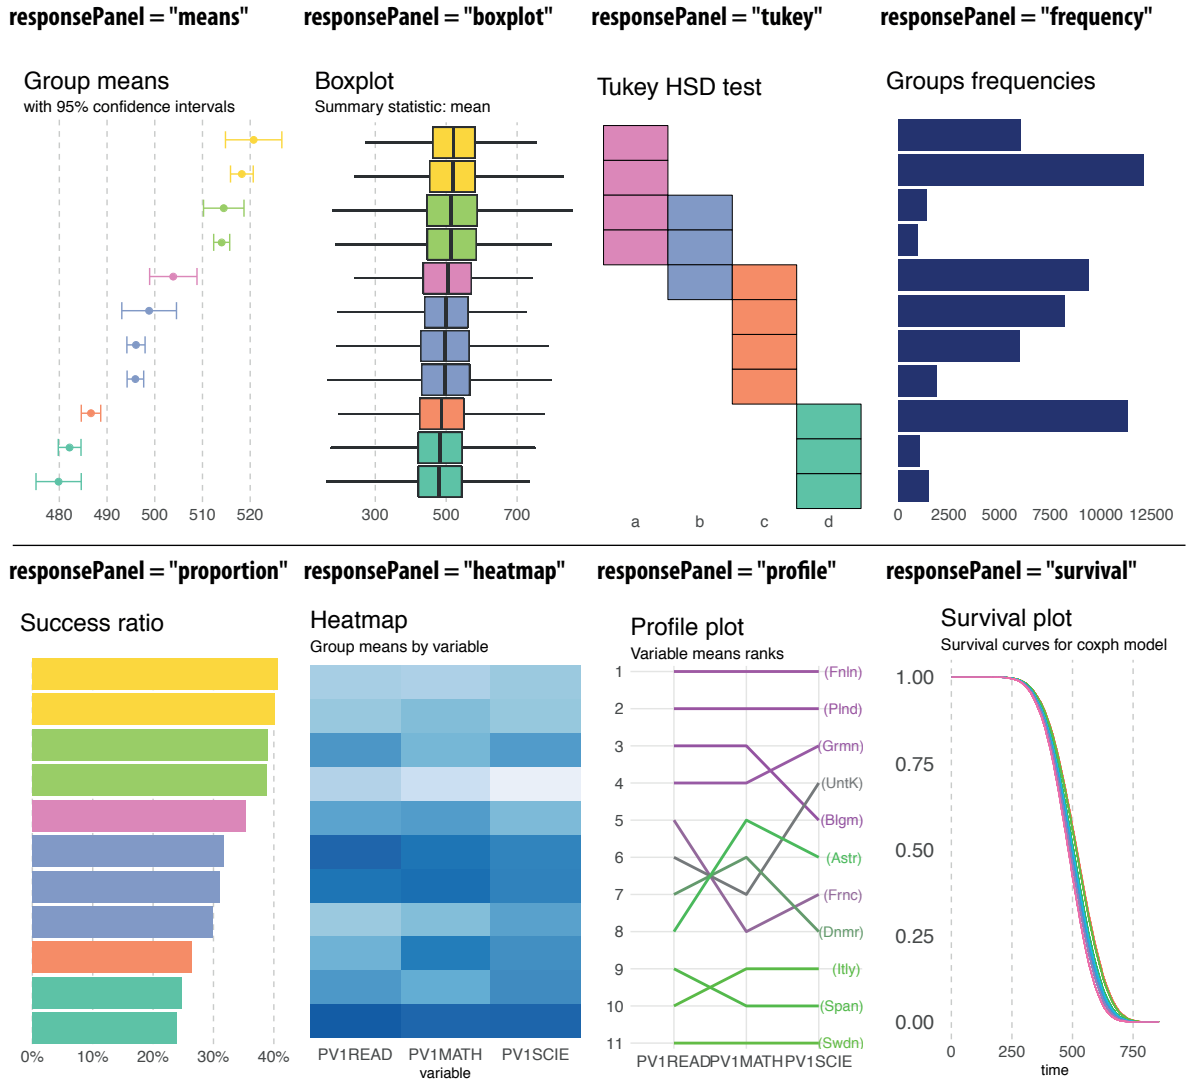 responsePanel = "means"
responsePanel = "boxplot"
responsePanel = "tukey"
responsePanel = "frequency"
Group means
with 95% confidence intervals
480 490 500 510 520
Boxplot
Summary statistic: mean
300 500 700
Tukey HSD test
a b c d
Groups frequencies
0 2500 5000 7500 10000 12500
responsePanel = "proportion"
responsePanel = "heatmap"
responsePanel = "profile"
responsePanel = "survival"
Success ratio
0% 10% 20% 30% 40%
Heatmap
Group means by variable
PV1READ PV1MATH PV1SCIE
variable
Profile plot
Variable means ranks
1 (Fnln)
2 (Plnd)
3 (Grmn)
4 (UntK)
5 (Blgm)
6 (Astr)
7 (Frnc)
8 (Dnmr)
9 (Itly)
10 (Span)
11 (Swdn)
PV1READ PV1MATH PV1SCIE
Survival plot
Survival curves for coxph model
1.00
0.75
0.50
0.25
0.00
0 250 500 750
time